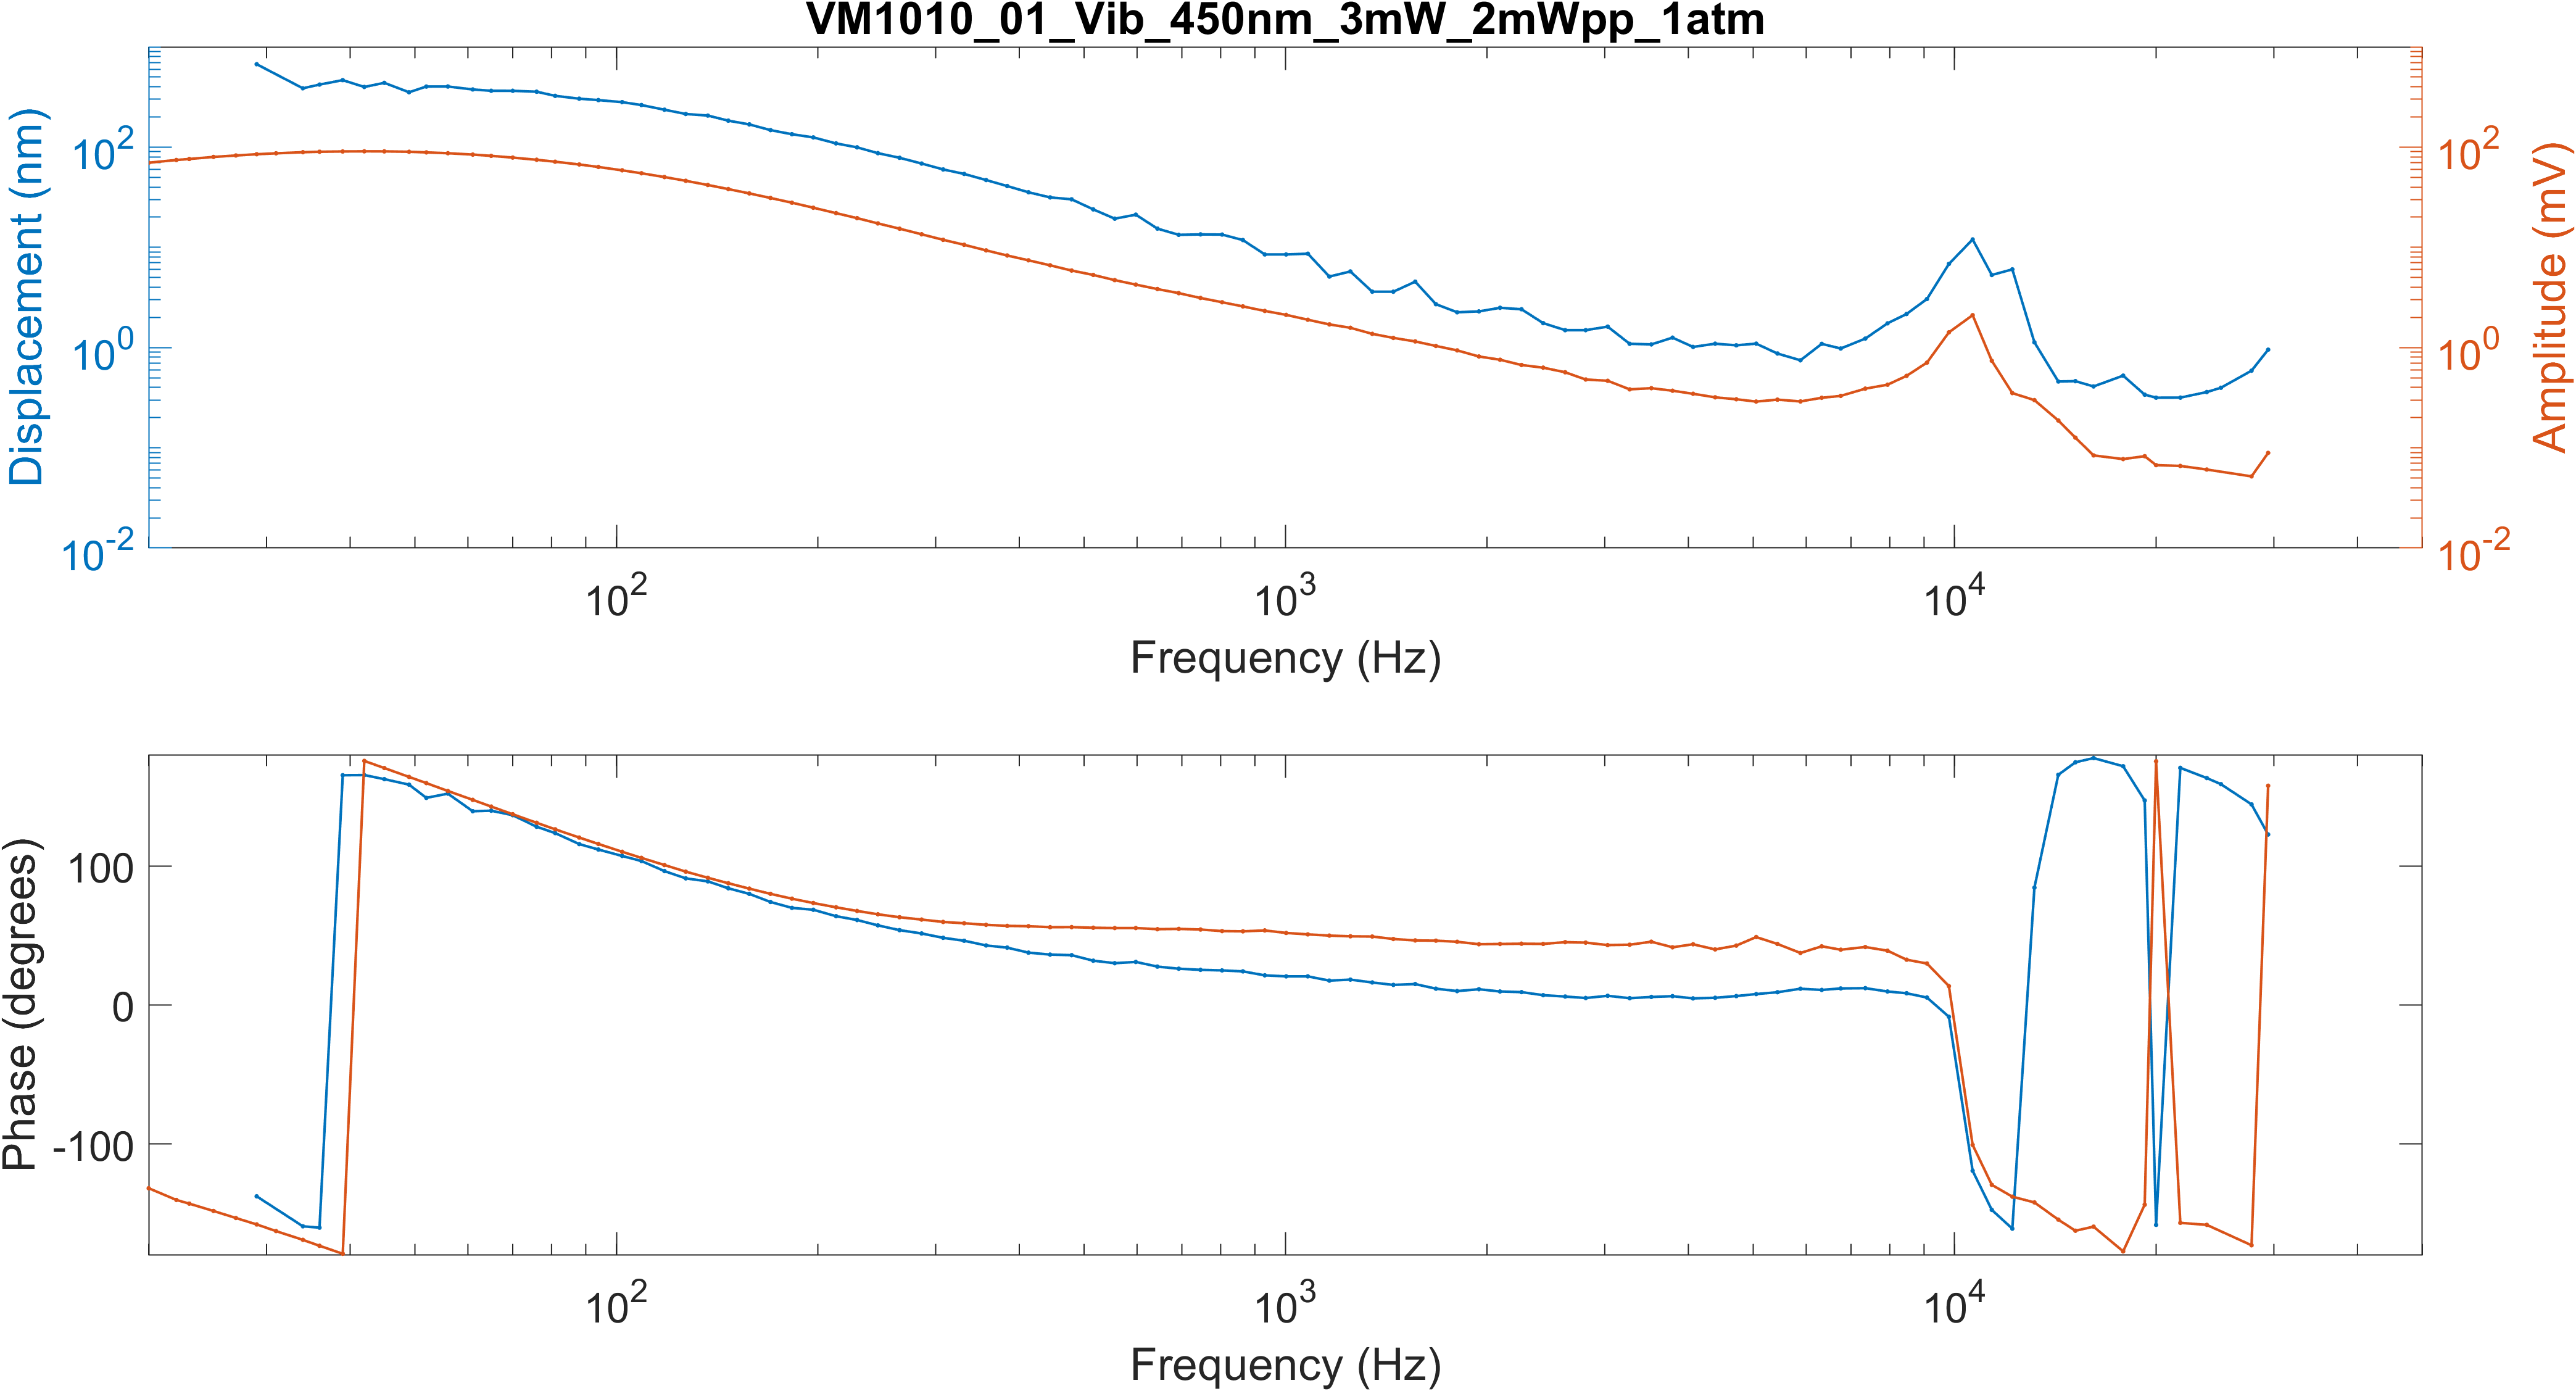 VM1010_01_Vib_450nm_3mW_2mWpp_1atm
Displacement (nm)
10^2
10^0
10^-2
10^2
10^0
10^-2
Amplitude (mV)
10^2
10^3
10^4
Frequency (Hz)
Phase (degrees)
100
0
-100
10^2
10^3
10^4
Frequency (Hz)